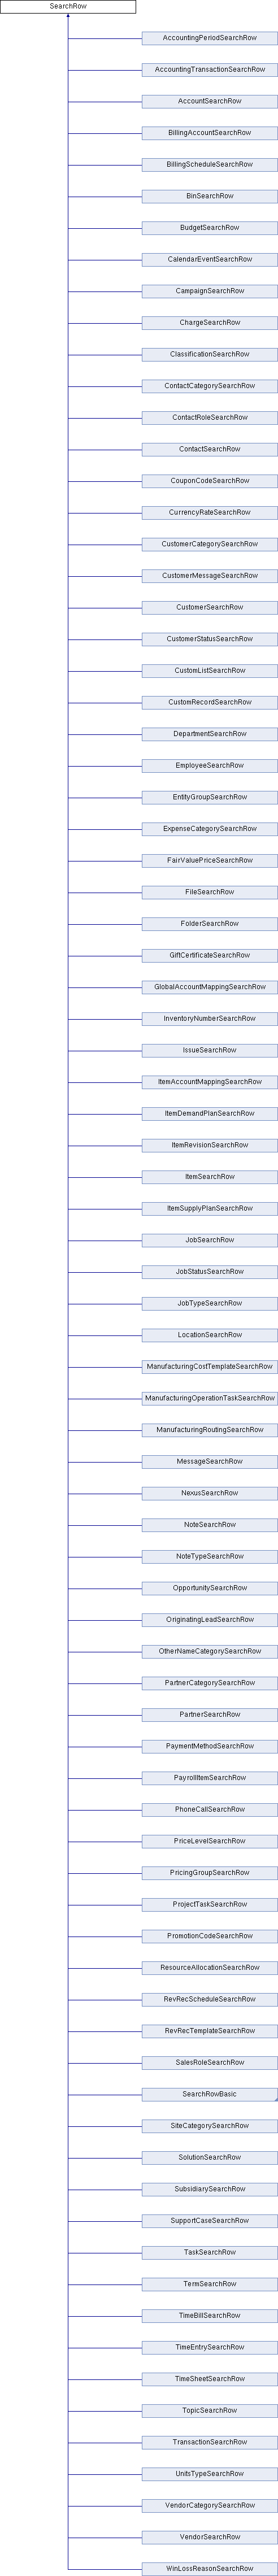 SearchRow
AccountingPeriodSearchRow
AccountingTransactionSearchRow
AccountSearchRow
BillingAccountSearchRow
BillingScheduleSearchRow
BinSearchRow
BudgetSearchRow
CalendarEventSearchRow
CampaignSearchRow
ChargeSearchRow
ClassificationSearchRow
ContactCategorySearchRow
ContactRoleSearchRow
ContactSearchRow
CouponCodeSearchRow
CurrencyRateSearchRow
CustomerCategorySearchRow
CustomerMessageSearchRow
CustomerSearchRow
CustomerStatusSearchRow
CustomListSearchRow
CustomRecordSearchRow
DepartmentSearchRow
EmployeeSearchRow
EntityGroupSearchRow
ExpenseCategorySearchRow
FairValuePriceSearchRow
FileSearchRow
FolderSearchRow
GiftCertificateSearchRow
GlobalAccountMappingSearchRow
InventoryNumberSearchRow
IssueSearchRow
ItemAccountMappingSearchRow
ItemDemandPlanSearchRow
ItemRevisionSearchRow
ItemSearchRow
ItemSupplyPlanSearchRow
JobSearchRow
JobStatusSearchRow
JobTypeSearchRow
LocationSearchRow
ManufacturingCostTemplateSearchRow
ManufacturingOperationTaskSearchRow
ManufacturingRoutingSearchRow
MessageSearchRow
NexusSearchRow
NoteSearchRow
NoteTypeSearchRow
OpportunitySearchRow
OriginatingLeadSearchRow
OtherNameCategorySearchRow
PartnerCategorySearchRow
PartnerSearchRow
PaymentMethodSearchRow
PayrollItemSearchRow
PhoneCallSearchRow
PriceLevelSearchRow
PricingGroupSearchRow
ProjectTaskSearchRow
PromotionCodeSearchRow
ResourceAllocationSearchRow
RevRecScheduleSearchRow
RevRecTemplateSearchRow
SalesRoleSearchRow
SearchRowBasic
SiteCategorySearchRow
SolutionSearchRow
SubsidiarySearchRow
SupportCaseSearchRow
TaskSearchRow
TermSearchRow
TimeBillSearchRow
TimeEntrySearchRow
TimeSheetSearchRow
TopicSearchRow
TransactionSearchRow
UnitsTypeSearchRow
VendorCategorySearchRow
VendorSearchRow
WinLossReasonSearchRow